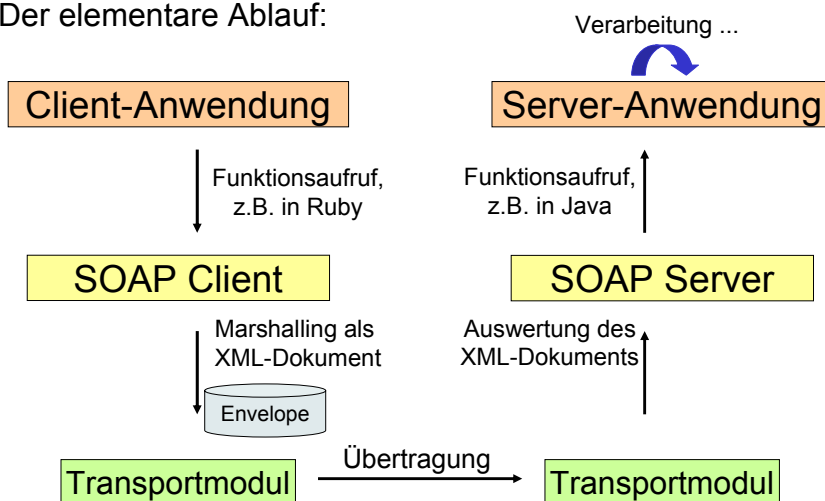 Der elementare Ablauf:
Verarbeitung ...
Client-Anwendung
Server-Anwendung
Funktionsaufruf,
z.B. in Ruby
Funktionsaufruf,
z.B. in Java
SOAP Client
SOAP Server
Marshalling als
XML-Dokument
Auswertung des
XML-Dokuments
Envelope
Übertragung
Transportmodul
Transportmodul